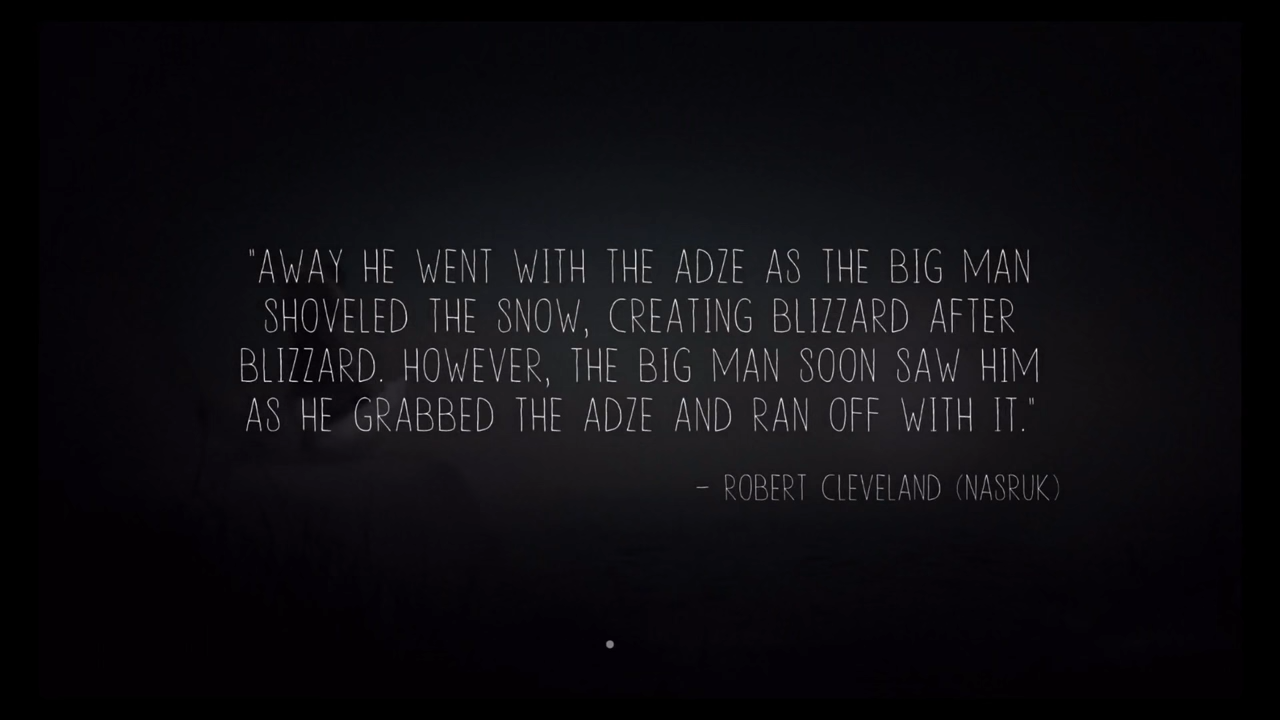 "AWAY HE WENT WITH THE ADZE AS THE BIG MAN
SHOVELED THE SNOW, CREATING BLIZZARD AFTER
BLIZZARD. HOWEVER, THE BIG MAN SOON SAW HIM
AS HE GRABBED THE ADZE AND RAN OFF WITH IT."
- ROBERT CLEVELAND (NASRUK)